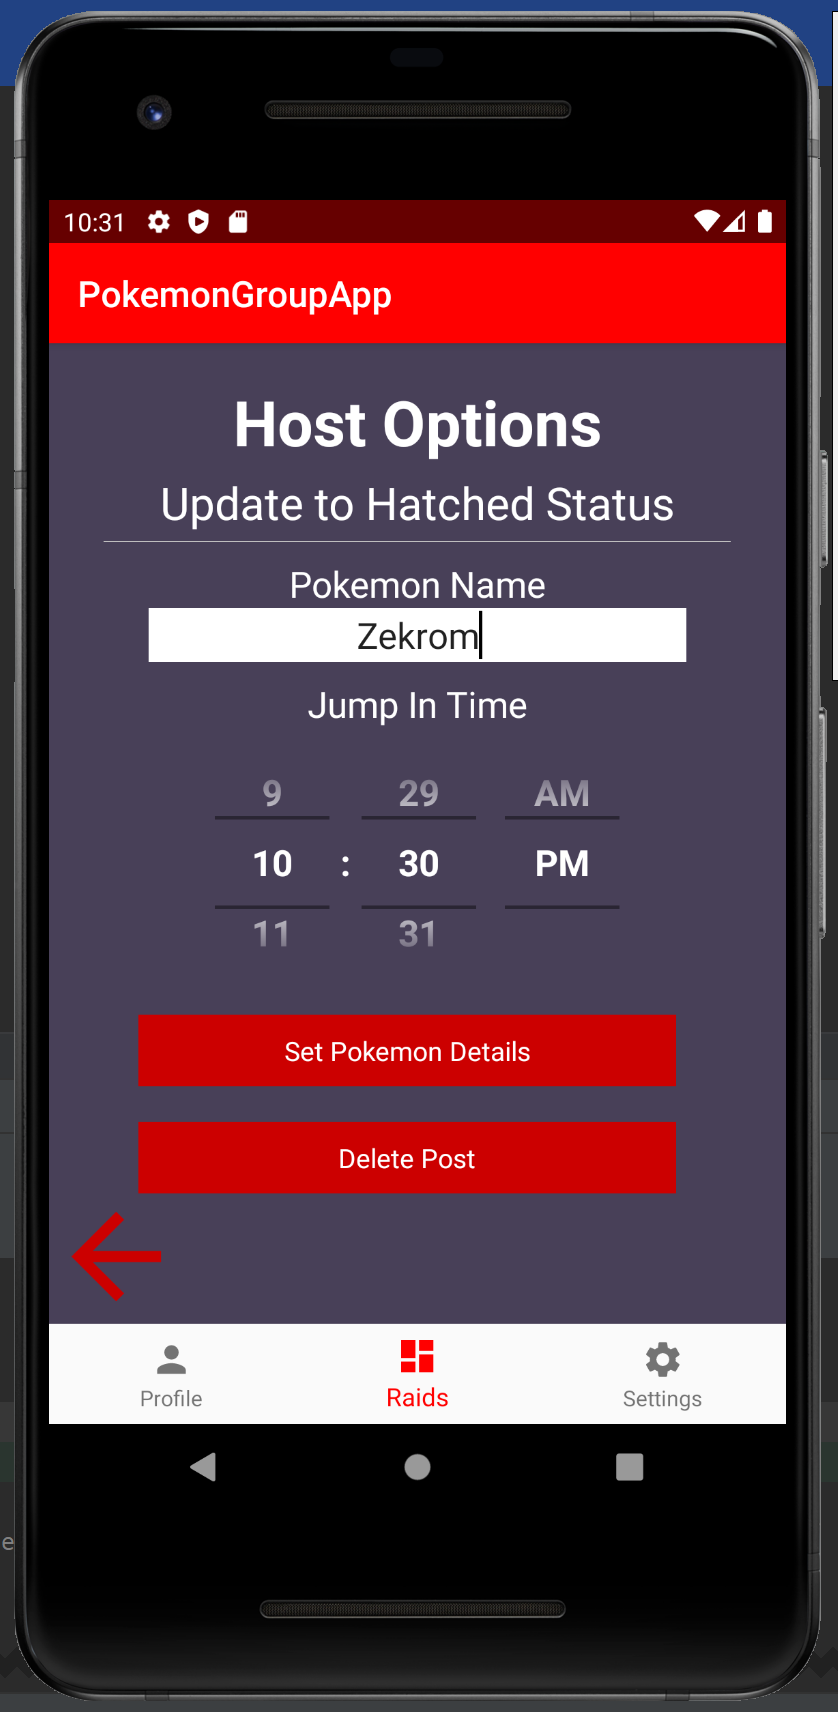 10:31
PokemonGroupApp
Host Options
Update to Hatched Status
Pokemon Name
Zekrom
Jump In Time
9 29 AM
10 : 30 PM
11 31
Set Pokemon Details
Delete Post
Profile Raids Settings
e